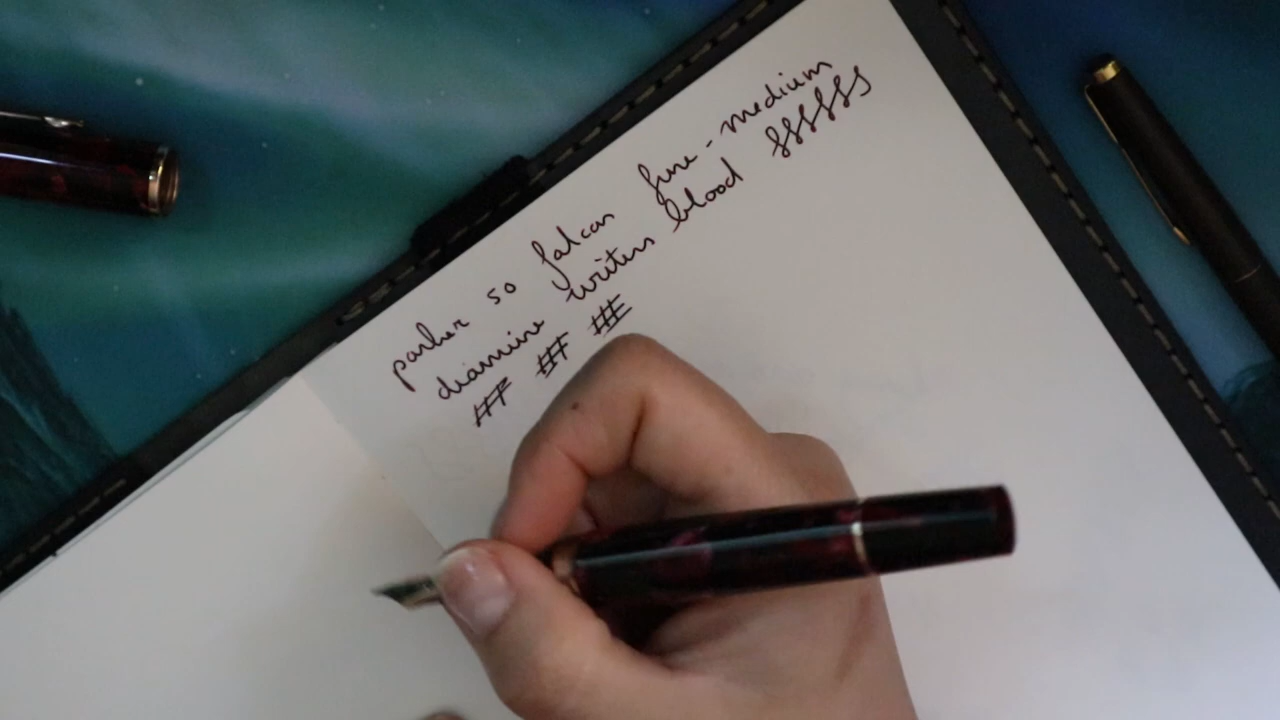 parker 50 falcon fine-medium
diamine writers blood §§§§§§
## ## ##